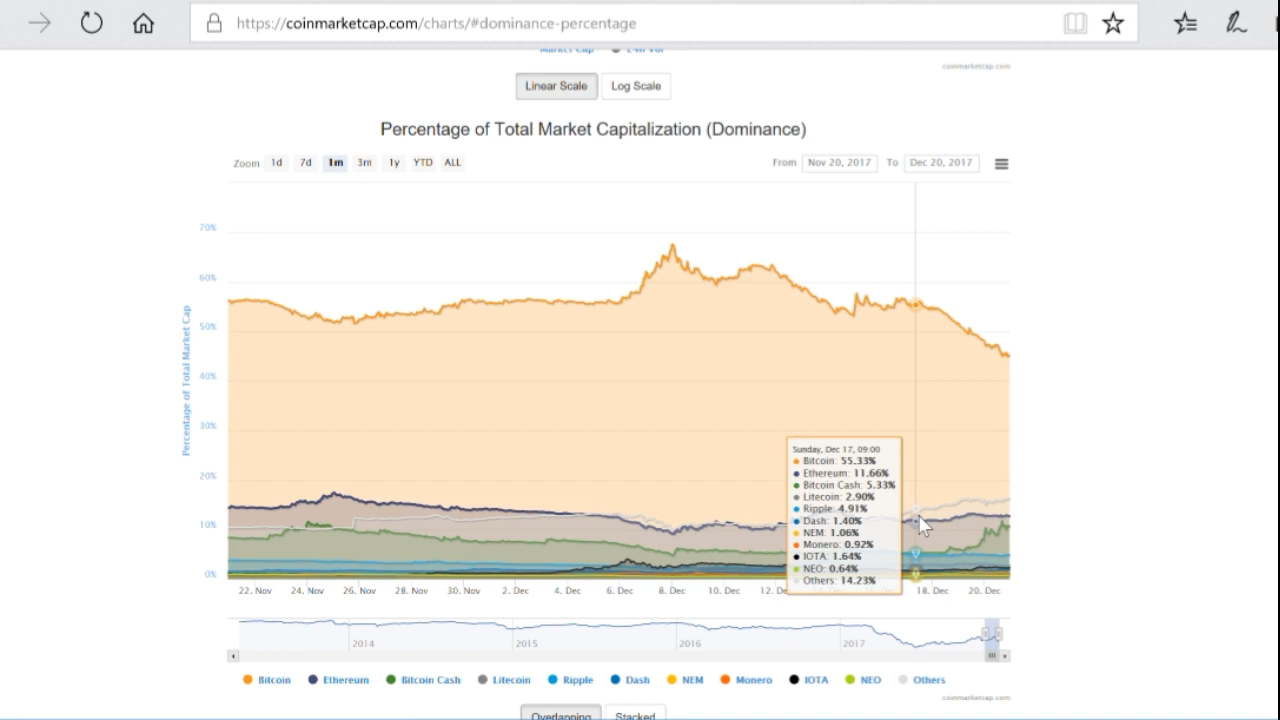 https://coinmarketcap.com/charts/#dominance-percentage
Market Cap 24h Vol
coinmarketcap.com
Linear Scale Log Scale
Percentage of Total Market Capitalization (Dominance)
Zoom 1d 7d 1m 3m 1y YTD ALL From Nov 20, 2017 To Dec 20, 2017
Percentage of Total Market Cap
70%
60%
50%
40%
30%
20%
10%
0%
Sunday, Dec 17, 09:00
Bitcoin: 55.33%
Ethereum: 11.66%
Bitcoin Cash: 5.33%
Litecoin: 2.90%
Ripple: 4.91%
Dash: 1.40%
NEM: 1.06%
Monero: 0.92%
IOTA: 1.64%
NEO: 0.64%
Others: 14.23%
22. Nov 24. Nov 26. Nov 28. Nov 30. Nov 2. Dec 4. Dec 6. Dec 8. Dec 10. Dec 12. 18. Dec 20. Dec
2014 2015 2016 2017
Bitcoin Ethereum Bitcoin Cash Litecoin Ripple Dash NEM Monero IOTA NEO Others
coinmarketcap.com
Overlapping Stacked